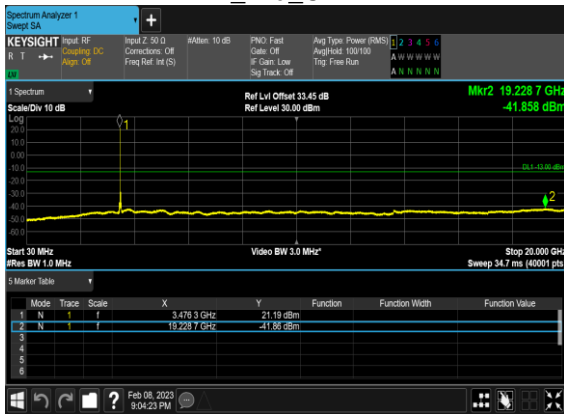 Spectrum Analyzer 1
Swept SA
+
KEYSIGHT Input: RF Input Z: 50 Ω #Atten: 10 dB PNO: Fast Avg Type: Power (RMS) 1 2 3 4 5 6
R T Coupling: DC Corrections: Off Gate: Off Avg|Hold: 100/100 A W W W W W
Align: Off Freq Ref: Int (S) IF Gain: Low Trig: Free Run
Sig Track: Off A N N N N N
1 Spectrum Ref Lvl Offset 33.45 dB Mkr2 19.228 7 GHz
Scale/Div 10 dB Ref Level 30.00 dBm -41.858 dBm
Log
20.0
10.0
0.00
-10.0
-20.0
-30.0
-40.0
-50.0
-60.0
1
DL1 -13.00 dBm
2
Start 30 MHz Video BW 3.0 MHz* Stop 20.000 GHz
#Res BW 1.0 MHz Sweep 34.7 ms (40001 pts)
5 Marker Table
Mode Trace Scale X Y Function Function Width Function Value
1 N 1 f 3.476 3 GHz 21.19 dBm
2 N 1 f 19.228 7 GHz -41.86 dBm
3
4
5
6
? Feb 08, 2023
9:04:23 PM